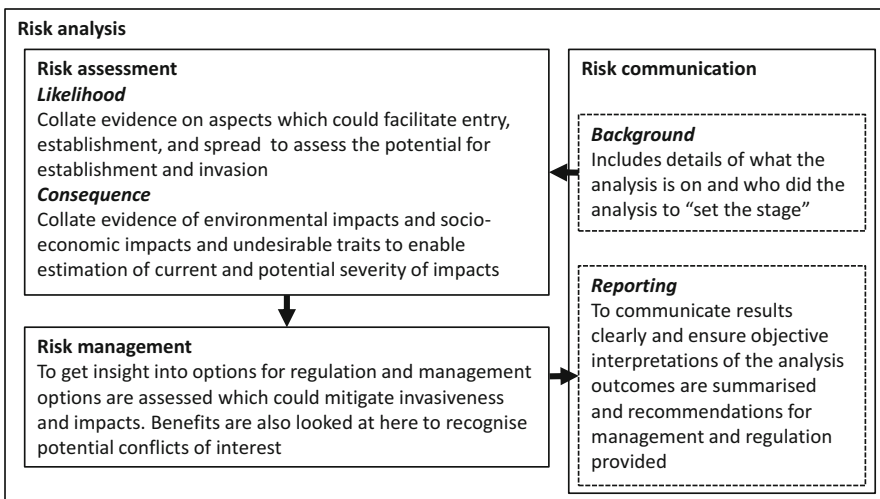 Risk analysis
Risk assessment
Likelihood
Collate evidence on aspects which could facilitate entry,
establishment, and spread to assess the potential for
establishment and invasion
Consequence
Collate evidence of environmental impacts and socio-
economic impacts and undesirable traits to enable
estimation of current and potential severity of impacts
Risk management
To get insight into options for regulation and management
options are assessed which could mitigate invasiveness
and impacts. Benefits are also looked at here to recognise
potential conflicts of interest
Risk communication
Background
Includes details of what the
analysis is on and who did the
analysis to “set the stage”
Reporting
To communicate results
clearly and ensure objective
interpretations of the analysis
outcomes are summarised
and recommendations for
management and regulation
provided